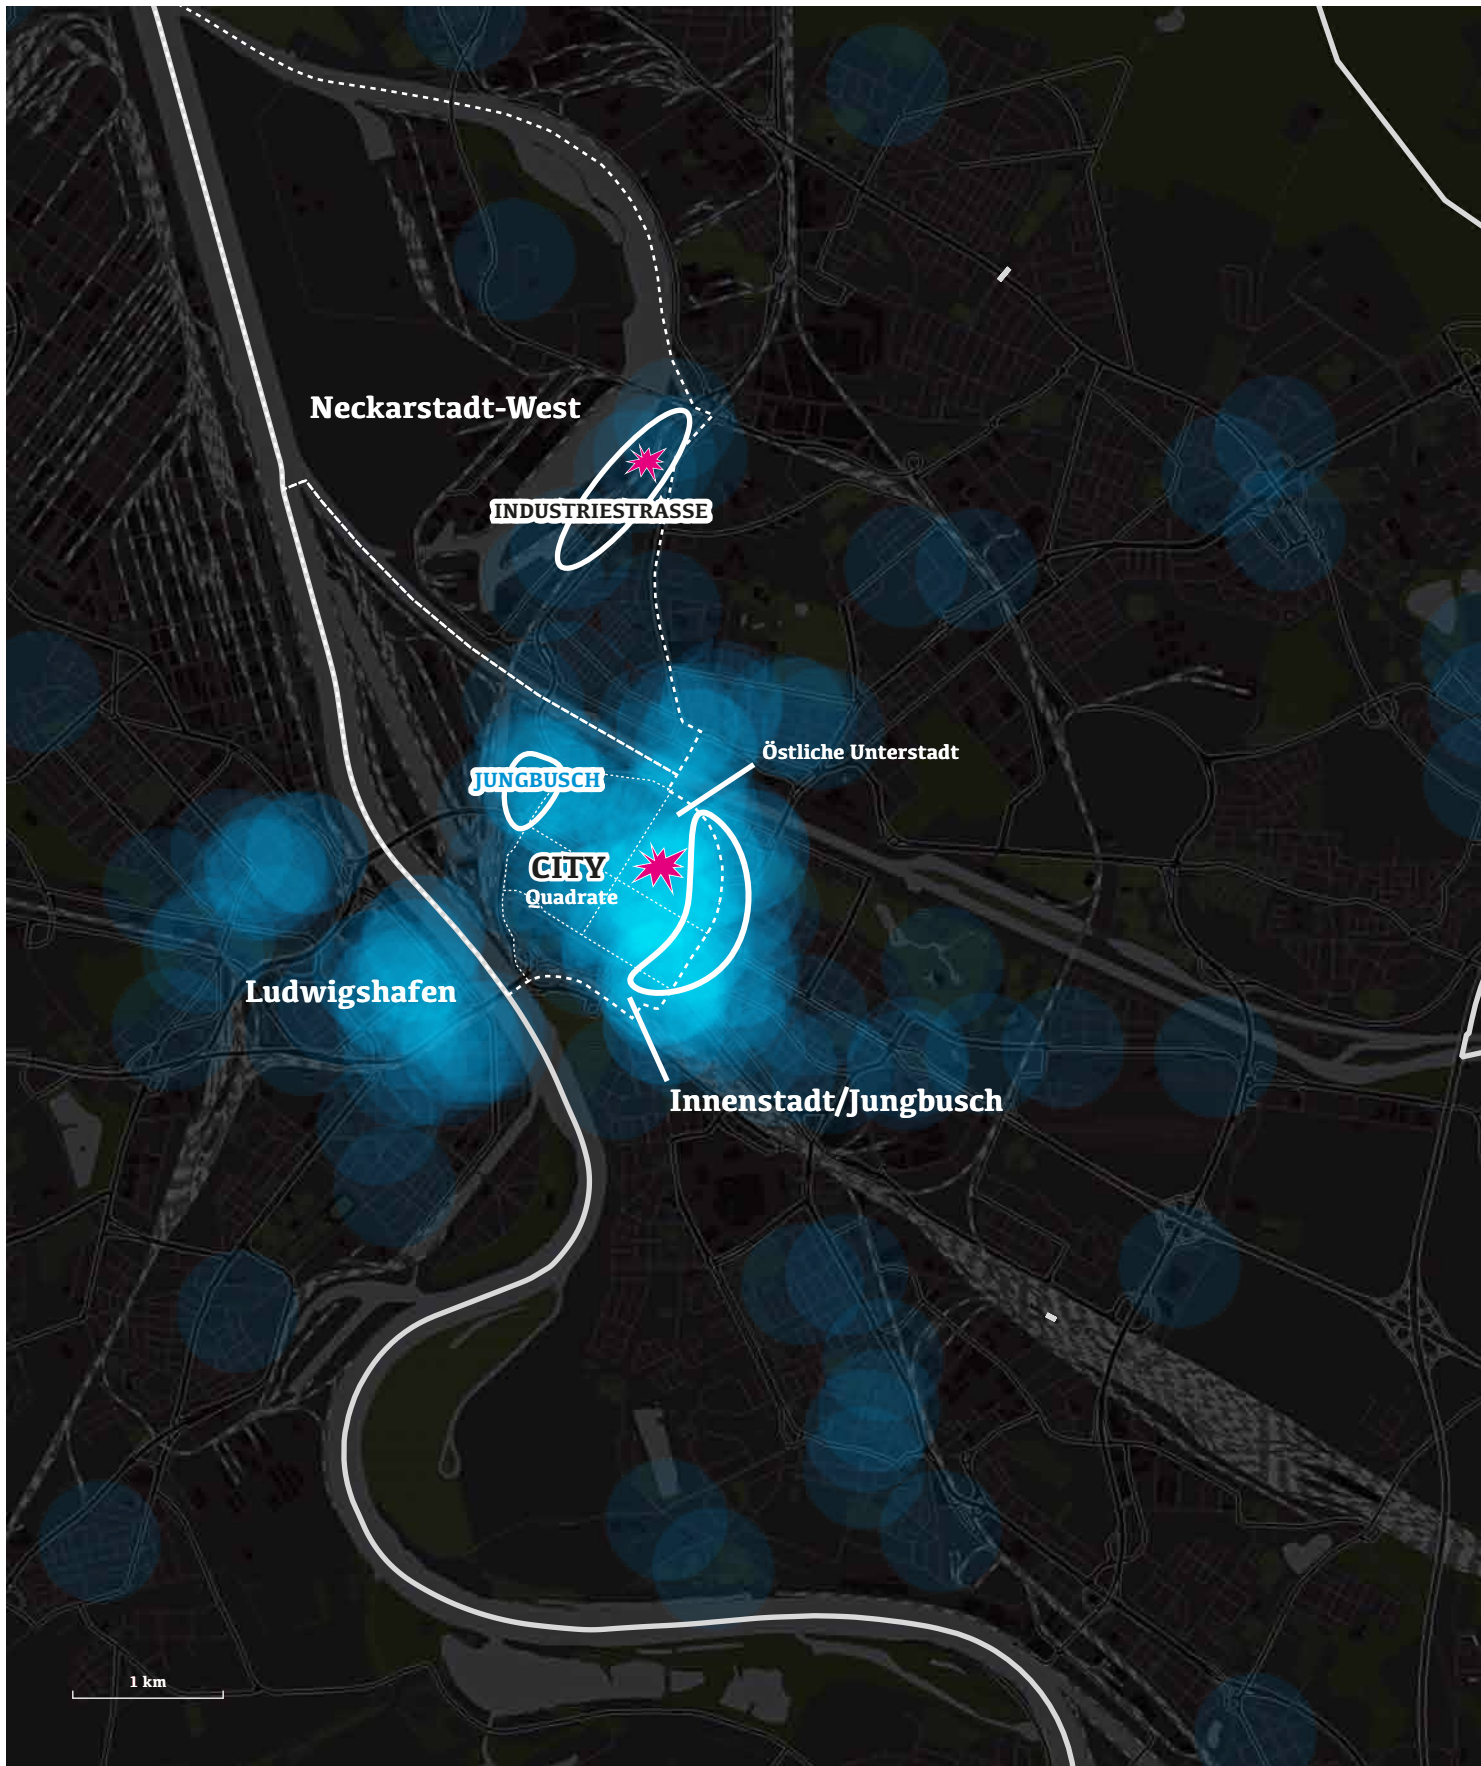 Neckarstadt-West
INDUSTRIESTRASSE
Östliche Unterstadt
JUNGBUSCH
CITY
Quadrate
Ludwigshafen
Innenstadt/Jungbusch
1 km